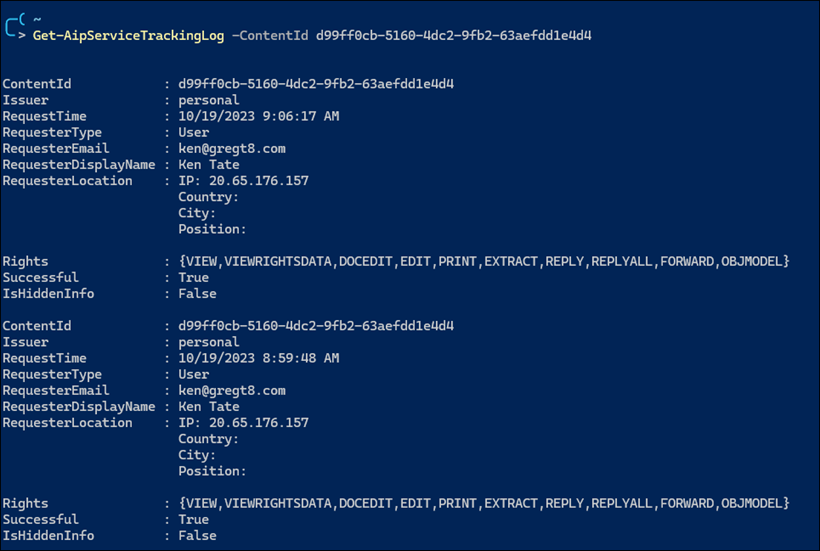 ~
> Get-AipServiceTrackingLog -ContentId d99ff0cb-5160-4dc2-9fb2-63aefdd1e4d4
ContentId : d99ff0cb-5160-4dc2-9fb2-63aefdd1e4d4
Issuer : personal
RequestTime : 10/19/2023 9:06:17 AM
RequesterType : User
RequesterEmail : ken@gregt8.com
RequesterDisplayName : Ken Tate
RequesterLocation : IP: 20.65.176.157
Country:
City:
Position:
Rights : {VIEW,VIEWRIGHTSDATA,DOCEDIT,EDIT,PRINT,EXTRACT,REPLY,REPLYALL,FORWARD,OBJMODEL}
Successful : True
IsHiddenInfo : False
ContentId : d99ff0cb-5160-4dc2-9fb2-63aefdd1e4d4
Issuer : personal
RequestTime : 10/19/2023 8:59:48 AM
RequesterType : User
RequesterEmail : ken@gregt8.com
RequesterDisplayName : Ken Tate
RequesterLocation : IP: 20.65.176.157
Country:
City:
Position:
Rights : {VIEW,VIEWRIGHTSDATA,DOCEDIT,EDIT,PRINT,EXTRACT,REPLY,REPLYALL,FORWARD,OBJMODEL}
Successful : True
IsHiddenInfo : False